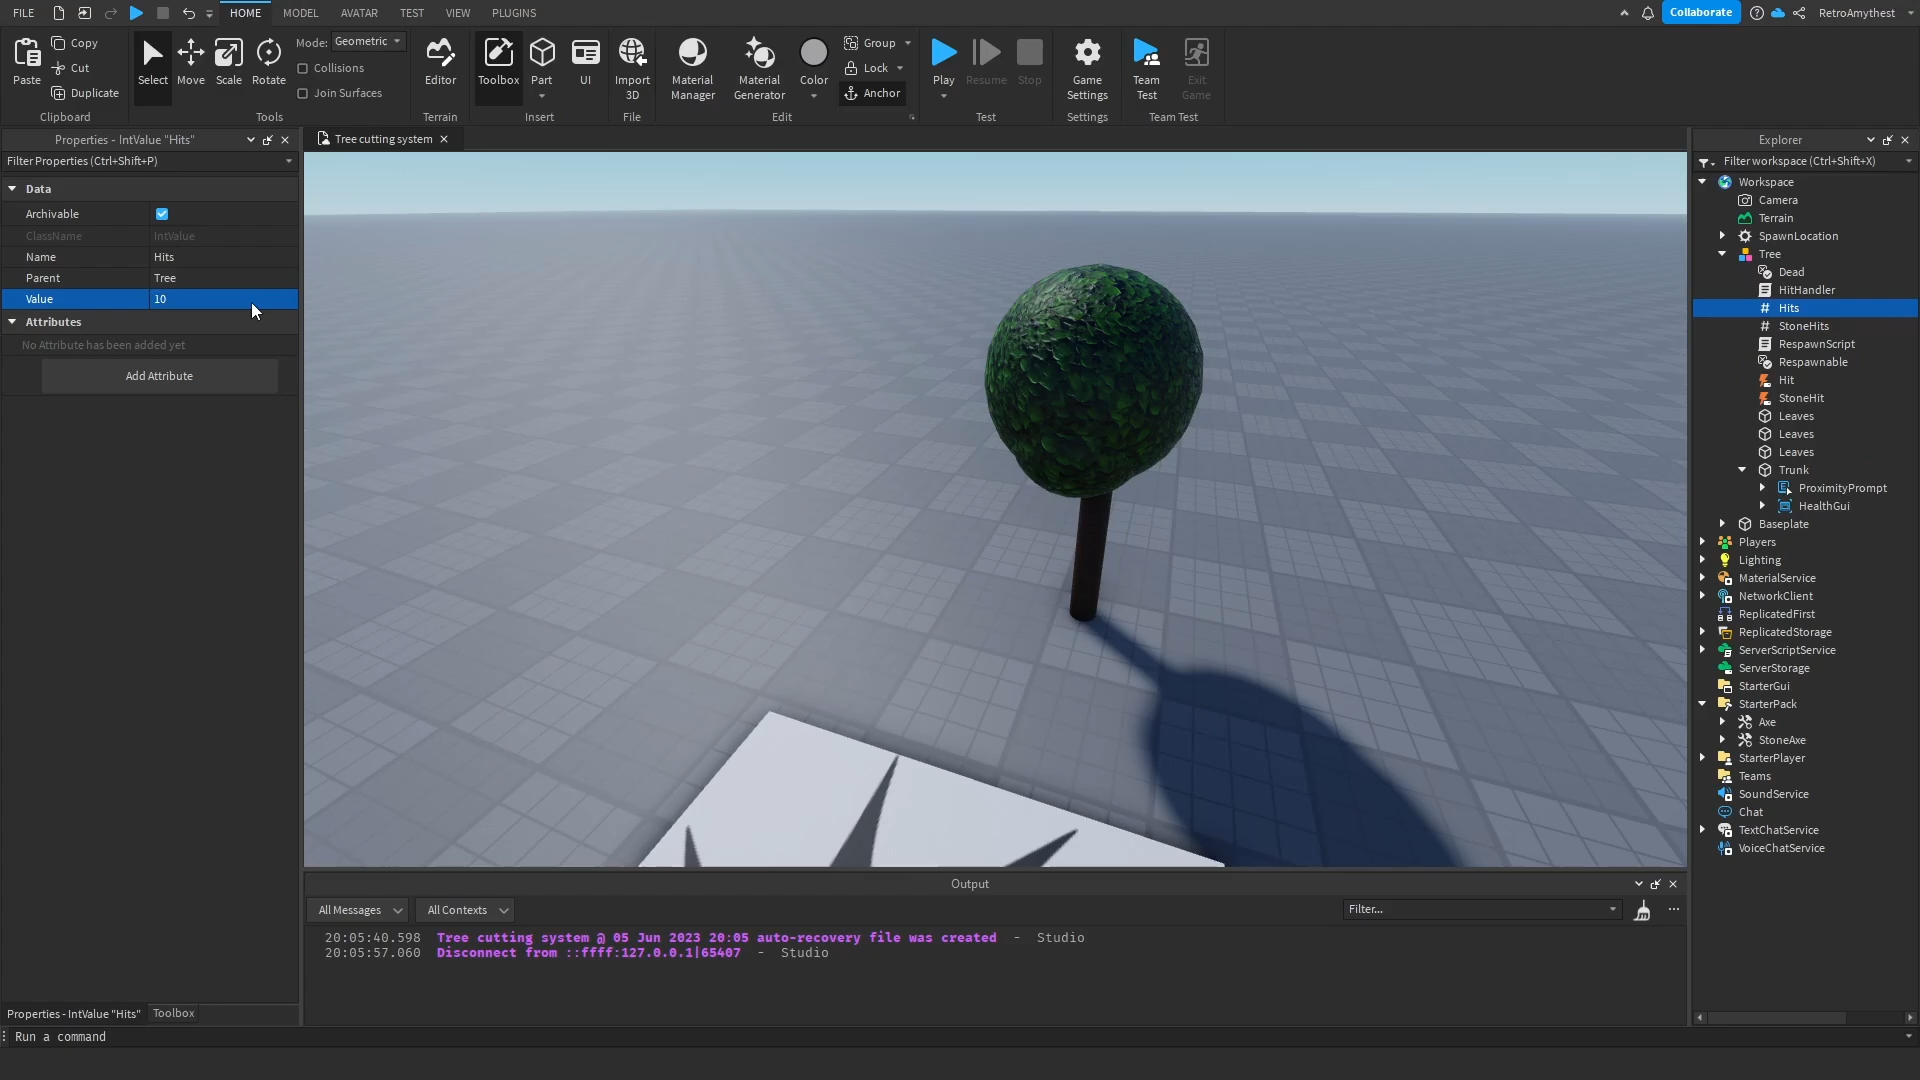 FILE
HOME
MODEL
AVATAR
TEST
VIEW
PLUGINS
Collaborate
RetroAmythest
Paste
Copy
Cut
Duplicate
Clipboard
Select
Move
Scale
Rotate
Mode: Geometric
Collisions
Join Surfaces
Tools
Editor
Terrain
Toolbox
Part
UI
Insert
Import 3D
File
Material Manager
Material Generator
Color
Group
Lock
Anchor
Edit
Play
Resume
Stop
Test
Game Settings
Settings
Team Test
Exit Game
Team Test
Properties - IntValue "Hits"
Filter Properties (Ctrl+Shift+P)
Data
Archivable
ClassName IntValue
Name Hits
Parent Tree
Value 10
Attributes
No Attribute has been added yet
Add Attribute
Properties - IntValue "Hits"
Toolbox
Tree cutting system
Output
All Messages
All Contexts
Filter...
20:05:40.598 Tree cutting system @ 05 Jun 2023 20:05 auto-recovery file was created - Studio
20:05:57.060 Disconnect from ::ffff:127.0.0.1|65407 - Studio
Explorer
Filter workspace (Ctrl+Shift+X)
Workspace
Camera
Terrain
SpawnLocation
Tree
Dead
HitHandler
Hits
StoneHits
RespawnScript
Respawnable
Hit
StoneHit
Leaves
Leaves
Leaves
Trunk
ProximityPrompt
HealthGui
Baseplate
Players
Lighting
MaterialService
NetworkClient
ReplicatedFirst
ReplicatedStorage
ServerScriptService
ServerStorage
StarterGui
StarterPack
Axe
StoneAxe
StarterPlayer
Teams
SoundService
Chat
TextChatService
VoiceChatService
Run a command